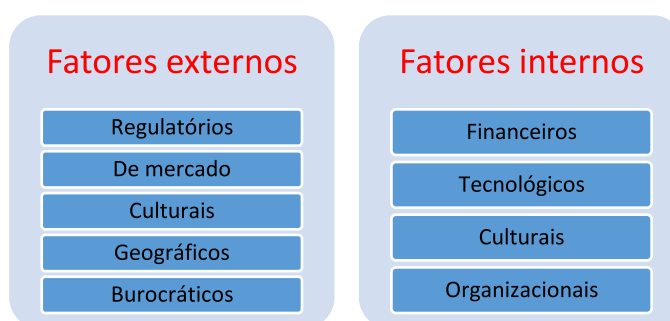 Fatores externos
Regulatórios
De mercado
Culturais
Geográficos
Burocráticos
Fatores internos
Financeiros
Tecnológicos
Culturais
Organizacionais